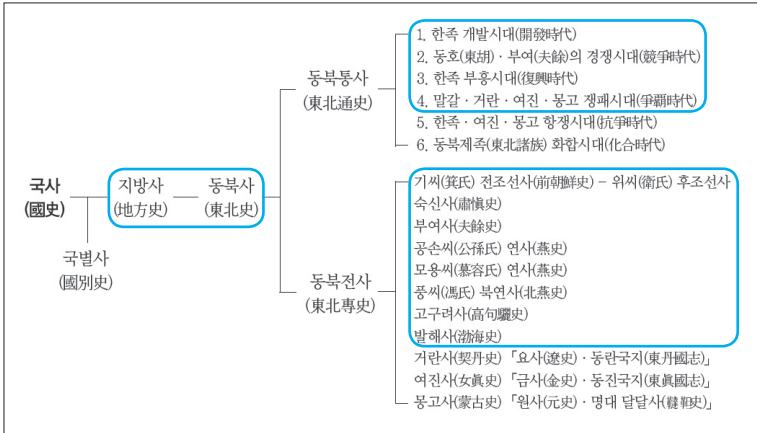 1. 한족 개발시대(開發時代)
2. 동호(東胡) · 부여(夫餘)의 경쟁시대(競爭時代)
3. 한족 부흥시대(復興時代)
4. 말갈 · 거란 · 여진 · 몽고 쟁패시대(爭霸時代)
5. 한족 · 여진 · 몽고 항쟁시대(抗爭時代)
6. 동북제족(東北諸族) 화합시대(化合時代)
동북통사
(東北通史)
국사
(國史)
지방사
(地方史)
동북사
(東北史)
국별사
(國別史)
동북전사
(東北專史)
기씨(箕氏) 전조선사(前朝鮮史) – 위씨(衛氏) 후조선사
숙신사(肅愼史)
부여사(夫餘史)
공손씨(公孫氏) 연사(燕史)
모용씨(慕容氏) 연사(燕史)
풍씨(馮氏) 북연사(北燕史)
고구려사(高句驪史)
발해사(渤海史)
거란사(契丹史) 「요사(遼史) · 동란국지(東丹國志)」
여진사(女眞史) 「금사(金史) · 동진국지(東眞國志)」
몽고사(蒙古史) 「원사(元史) · 명대 달달사(韃靼史)」